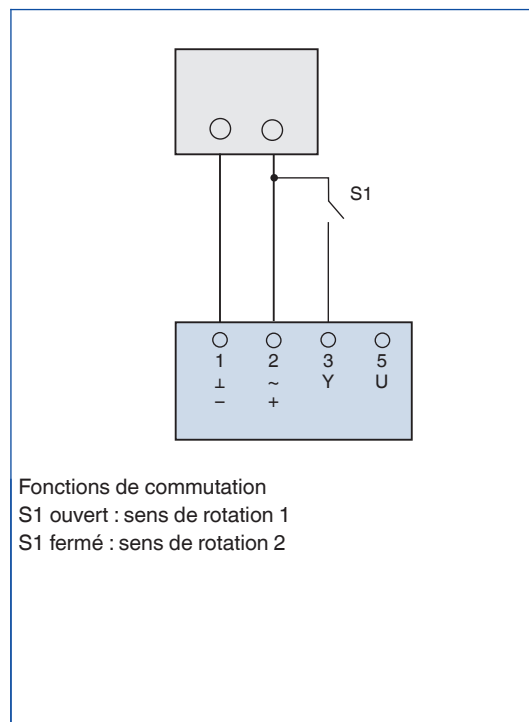 S1
1 2 3 5
⊥ ~ Y U
– +
Fonctions de commutation
S1 ouvert : sens de rotation 1
S1 fermé : sens de rotation 2